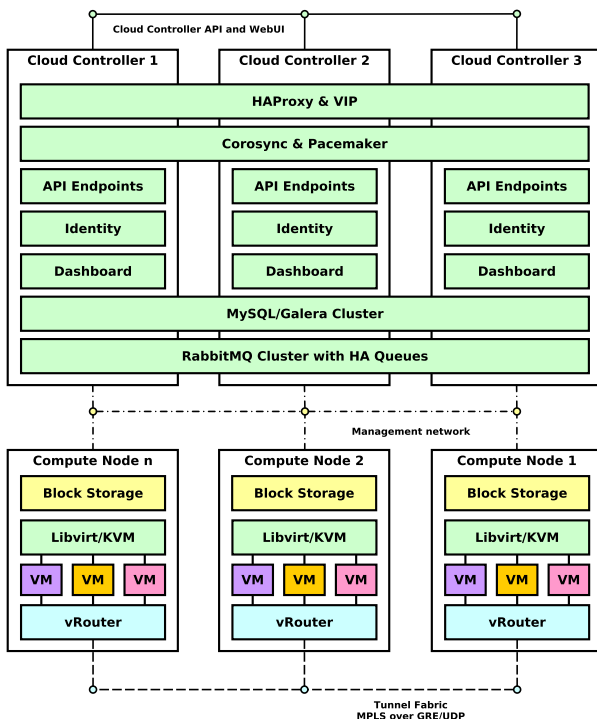 Cloud Controller API and WebUI
Cloud Controller 1
Cloud Controller 2
Cloud Controller 3
HAProxy & VIP
Corosync & Pacemaker
API Endpoints
API Endpoints
API Endpoints
Identity
Identity
Identity
Dashboard
Dashboard
Dashboard
MySQL/Galera Cluster
RabbitMQ Cluster with HA Queues
Management network
Compute Node n
Compute Node 2
Compute Node 1
Block Storage
Block Storage
Block Storage
Libvirt/KVM
Libvirt/KVM
Libvirt/KVM
VM
VM
VM
VM
VM
VM
VM
VM
VM
vRouter
vRouter
vRouter
Tunnel Fabric
MPLS over GRE/UDP